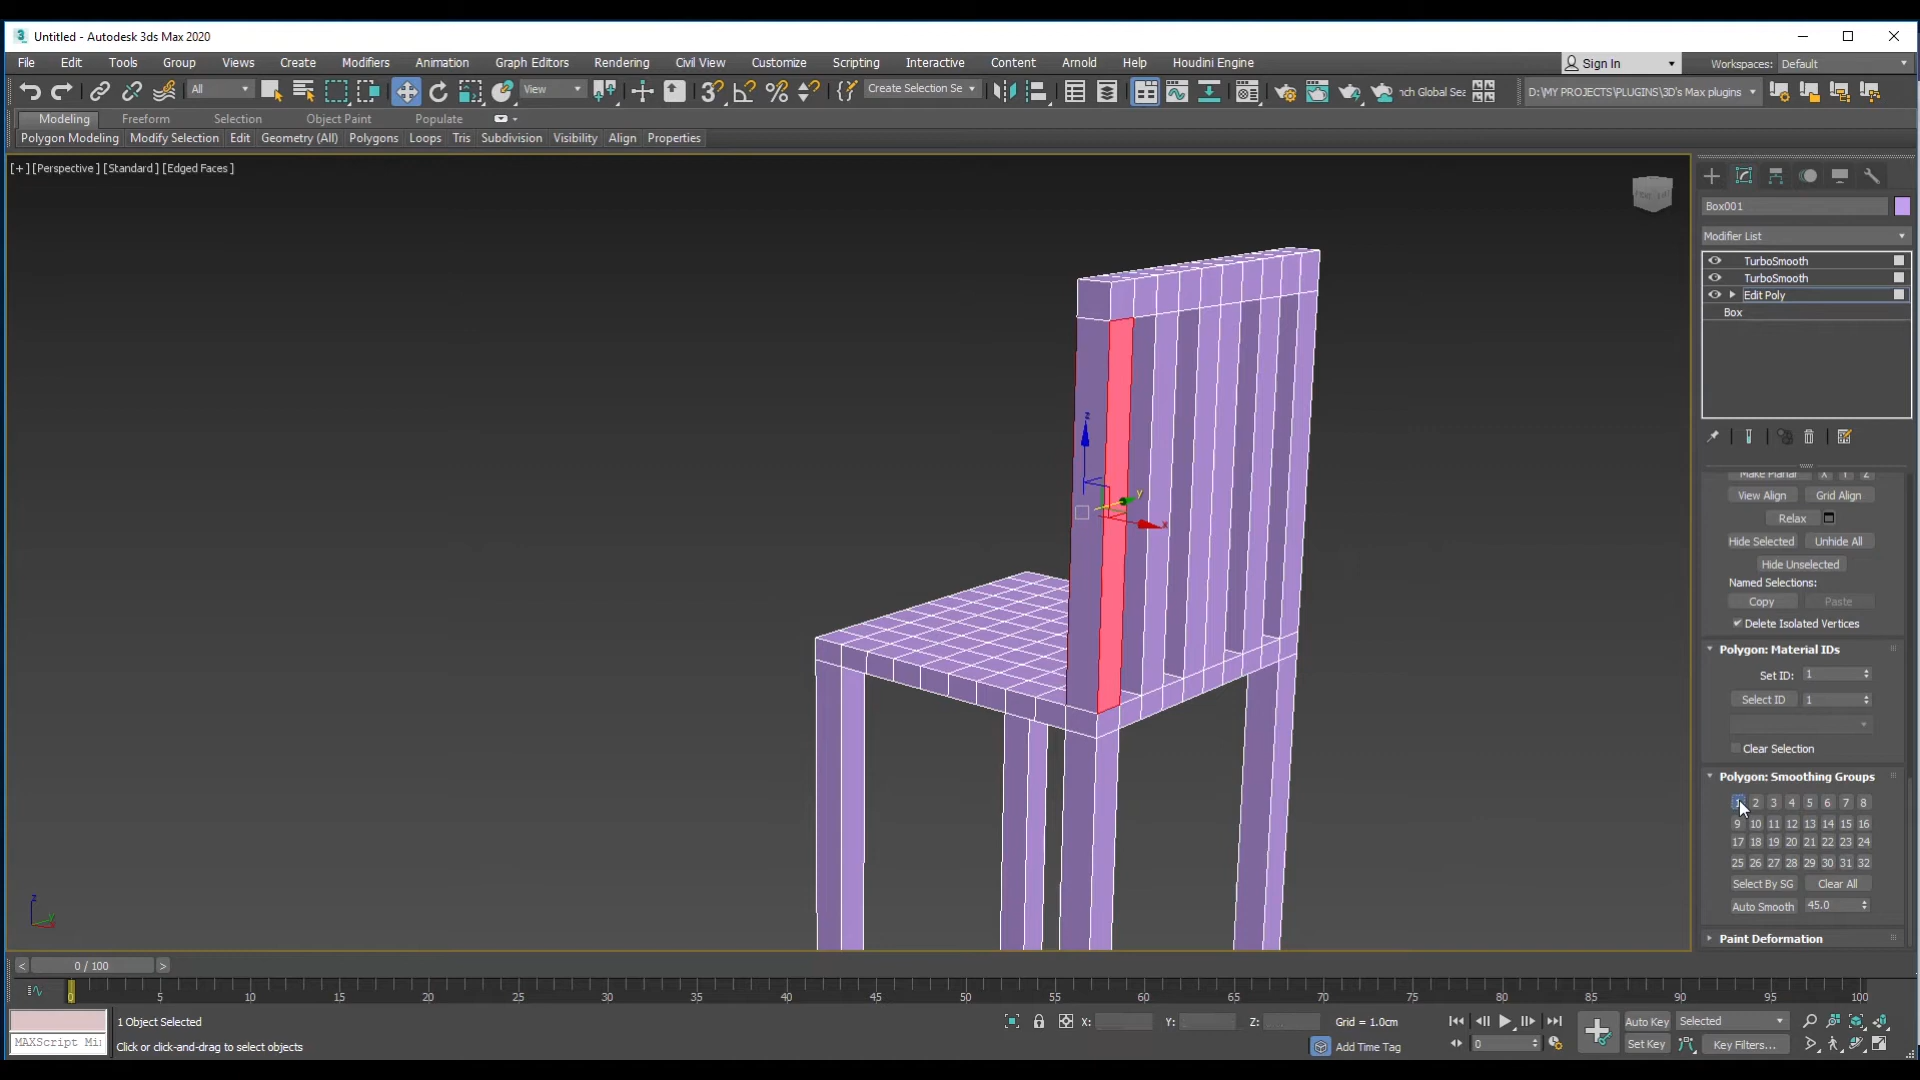 Untitled - Autodesk 3ds Max 2020
File Edit Tools Group Views Create Modifiers Animation Graph Editors Rendering Civil View Customize Scripting Interactive Content Arnold Help Houdini Engine Sign In Workspaces: Default
All View Create Selection Se nch Global Sea D:\MY PROJECTS\PLUGINS\3D's Max plugins
Modeling Freeform Selection Object Paint Populate
Polygon Modeling Modify Selection Edit Geometry (All) Polygons Loops Tris Subdivision Visibility Align Properties
[+] [Perspective] [Standard] [Edged Faces]
Box001
Modifier List
TurboSmooth
TurboSmooth
Edit Poly
Box
z
y
x
Make Planar X Y Z
View Align Grid Align
Relax
Hide Selected Unhide All
Hide Unselected
Named Selections:
Copy Paste
Delete Isolated Vertices
Polygon: Material IDs
Set ID: 1
Select ID 1
Clear Selection
Polygon: Smoothing Groups
1 2 3 4 5 6 7 8
9 10 11 12 13 14 15 16
17 18 19 20 21 22 23 24
25 26 27 28 29 30 31 32
Select By SG Clear All
Auto Smooth 45.0
Paint Deformation
< 0 / 100 >
0 5 10 15 20 25 30 35 40 45 50 55 60 65 70 75 80 85 90 95 100
1 Object Selected X: Y: Z: Grid = 1.0cm Auto Key Selected
MAXScript Mi Click or click-and-drag to select objects Add Time Tag 0 Set Key Key Filters...